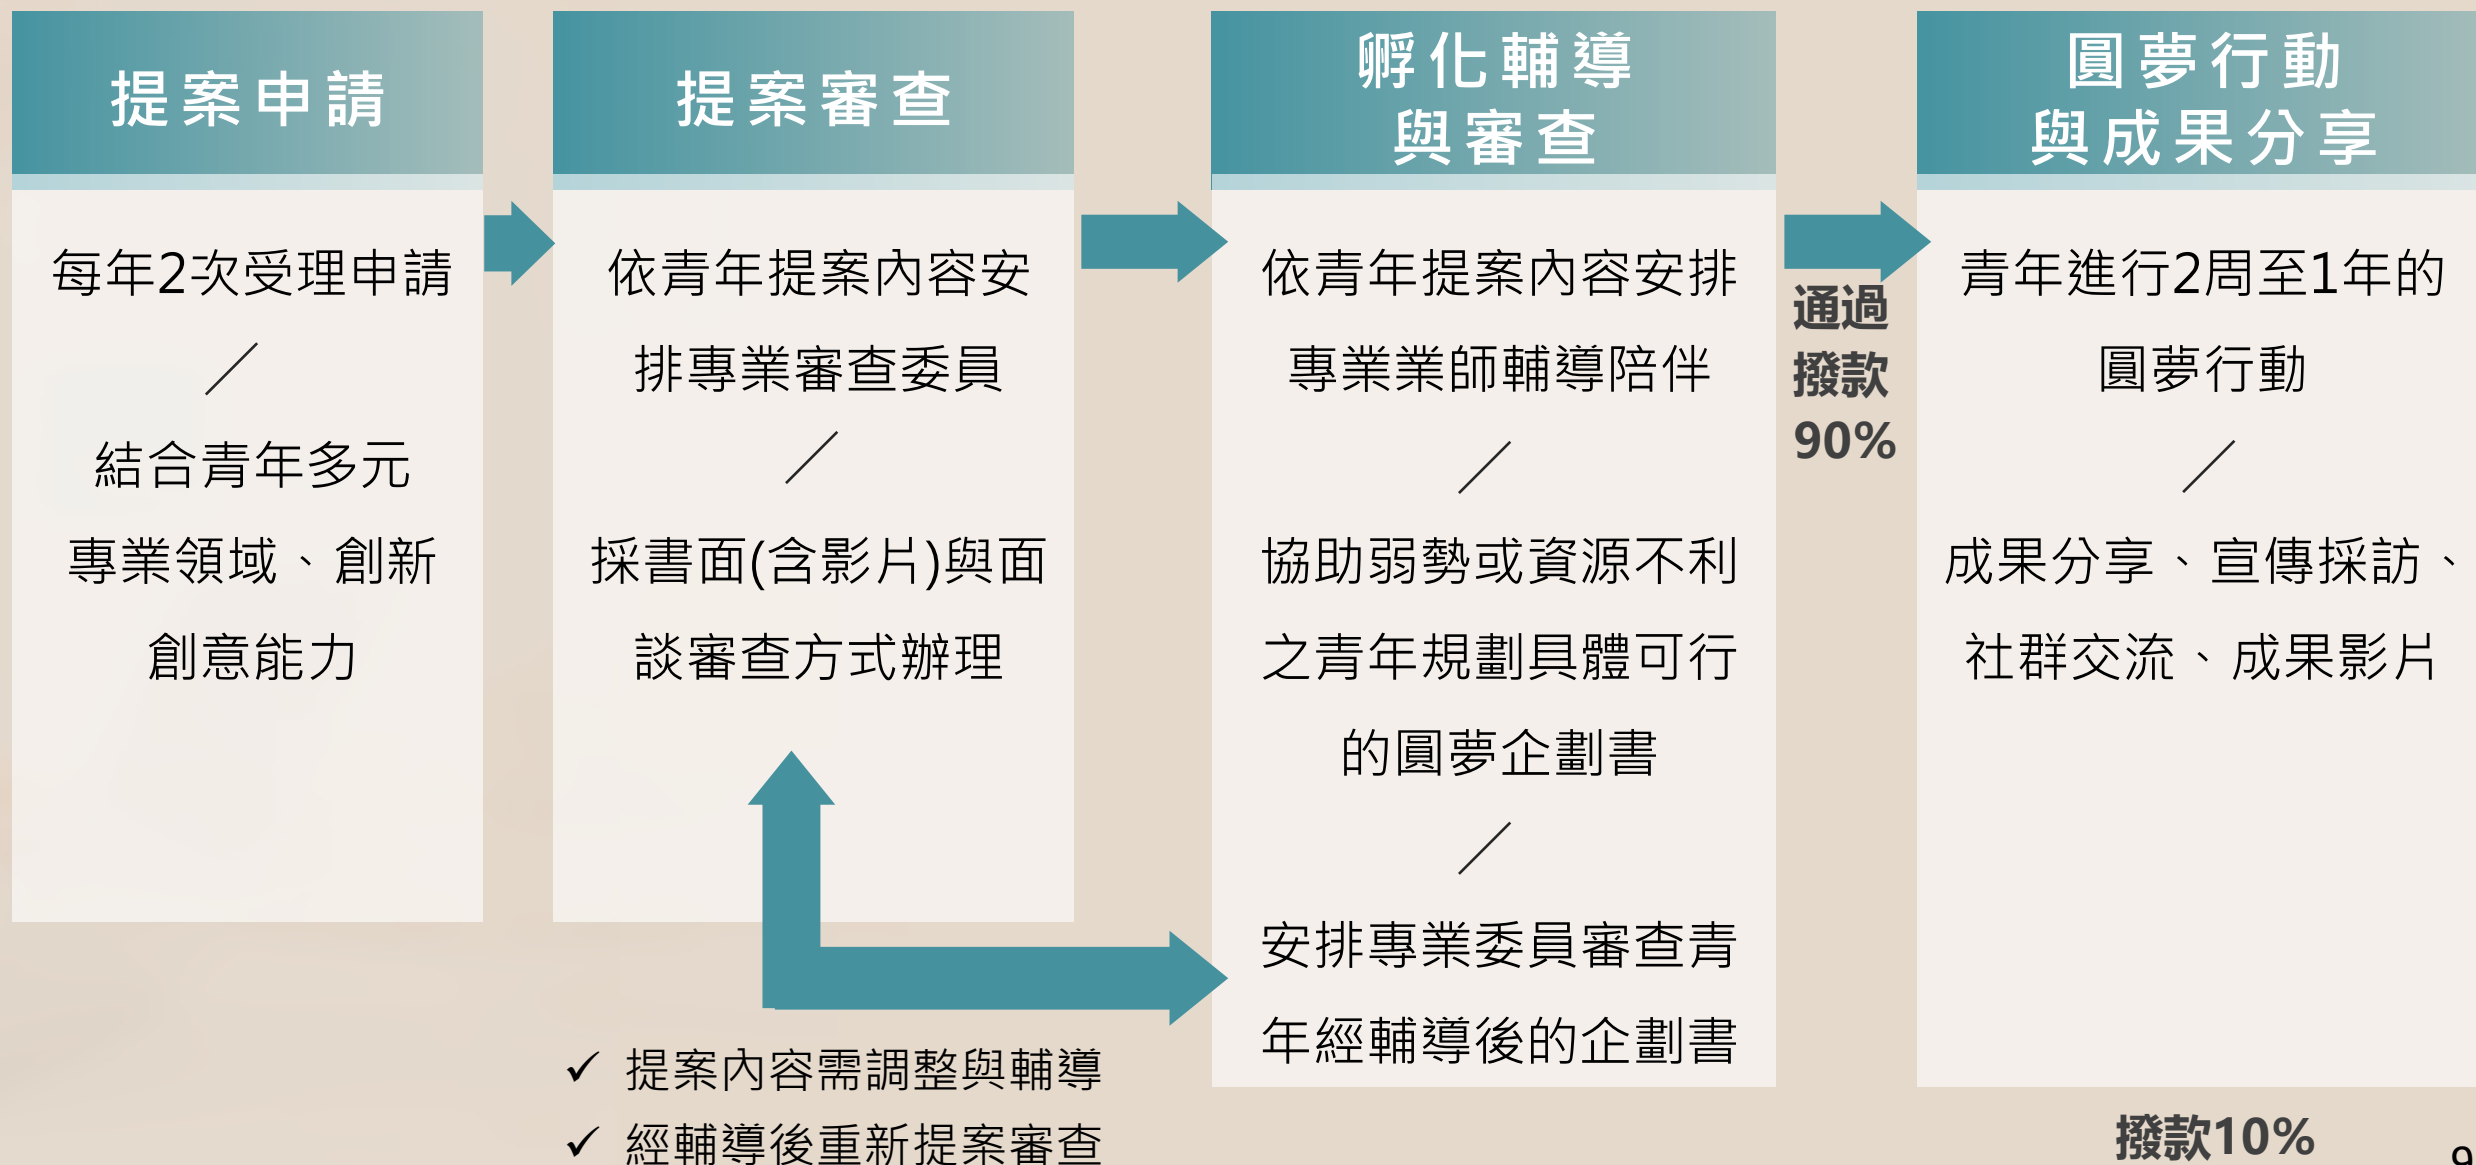 提案申請
每年2次受理申請
／
結合青年多元
專業領域、創新
創意能力
提案審查
依青年提案內容安
排專業審查委員
／
採書面(含影片)與面
談審查方式辦理
✓ 提案內容需調整與輔導
✓ 經輔導後重新提案審查
孵化輔導
與審查
依青年提案內容安排
專業業師輔導陪伴
／
協助弱勢或資源不利
之青年規劃具體可行
的圓夢企劃書
／
安排專業委員審查青
年經輔導後的企劃書
通過
撥款
90%
圓夢行動
與成果分享
青年進行2周至1年的
圓夢行動
／
成果分享、宣傳採訪、
社群交流、成果影片
撥款10%
9